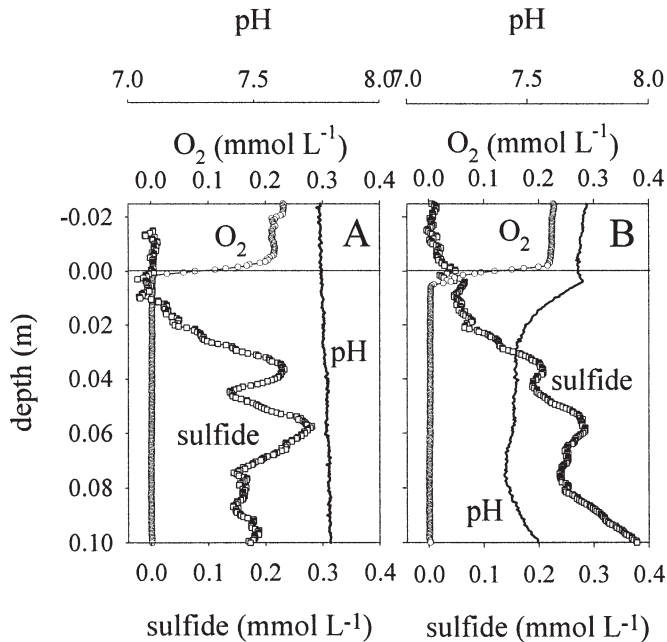 pH pH
7.0 7.5 8.0 7.0 7.5 8.0
O₂ (mmol L⁻¹) O₂ (mmol L⁻¹)
0.0 0.1 0.2 0.3 0.4 0.0 0.1 0.2 0.3 0.4
-0.02
O₂ A O₂ B
0.00
0.02
pH
0.04
sulfide
0.06
sulfide
0.08
pH
0.10
depth (m)
0.0 0.1 0.2 0.3 0.4 0.0 0.1 0.2 0.3 0.4
sulfide (mmol L⁻¹) sulfide (mmol L⁻¹)